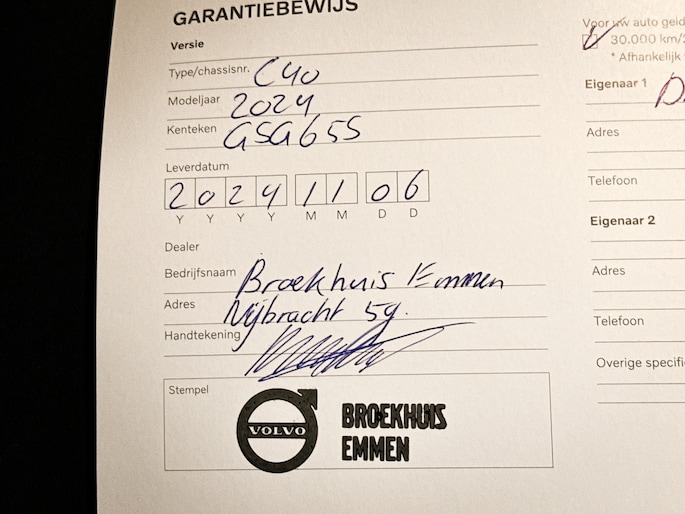 GARANTIEBEWIJS
Versie
Type/chassisnr. C40
Modeljaar 2024
Kenteken GSG65S
Leverdatum
2024 11 06
Y Y Y Y M M D D
Dealer
Bedrijfsnaam Broekhuis Emmen
Adres Nijbracht 59.
Handtekening
Stempel
VOLVO
BROEKHUIS
EMMEN
Voor uw auto geld
30.000 km/
* Afhankelijk
Eigenaar 1 D.
Adres
Telefoon
Eigenaar 2
Adres
Telefoon
Overige specifi